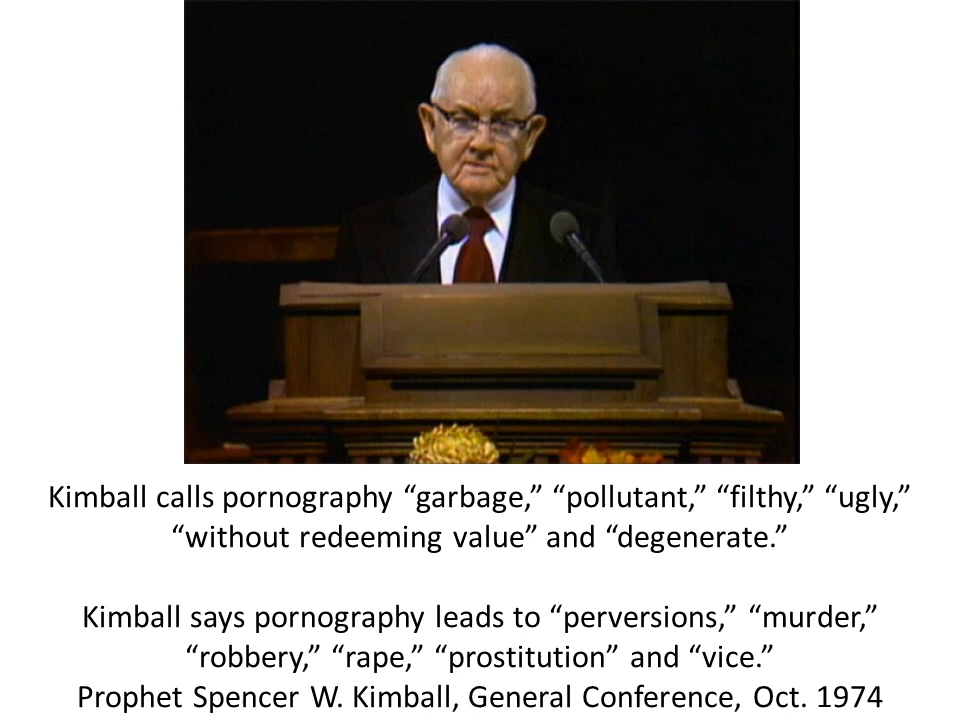 Kimball calls pornography “garbage,” “pollutant,” “filthy,” “ugly,”
“without redeeming value” and “degenerate.”
Kimball says pornography leads to “perversions,” “murder,”
“robbery,” “rape,” “prostitution” and “vice.”
Prophet Spencer W. Kimball, General Conference, Oct. 1974